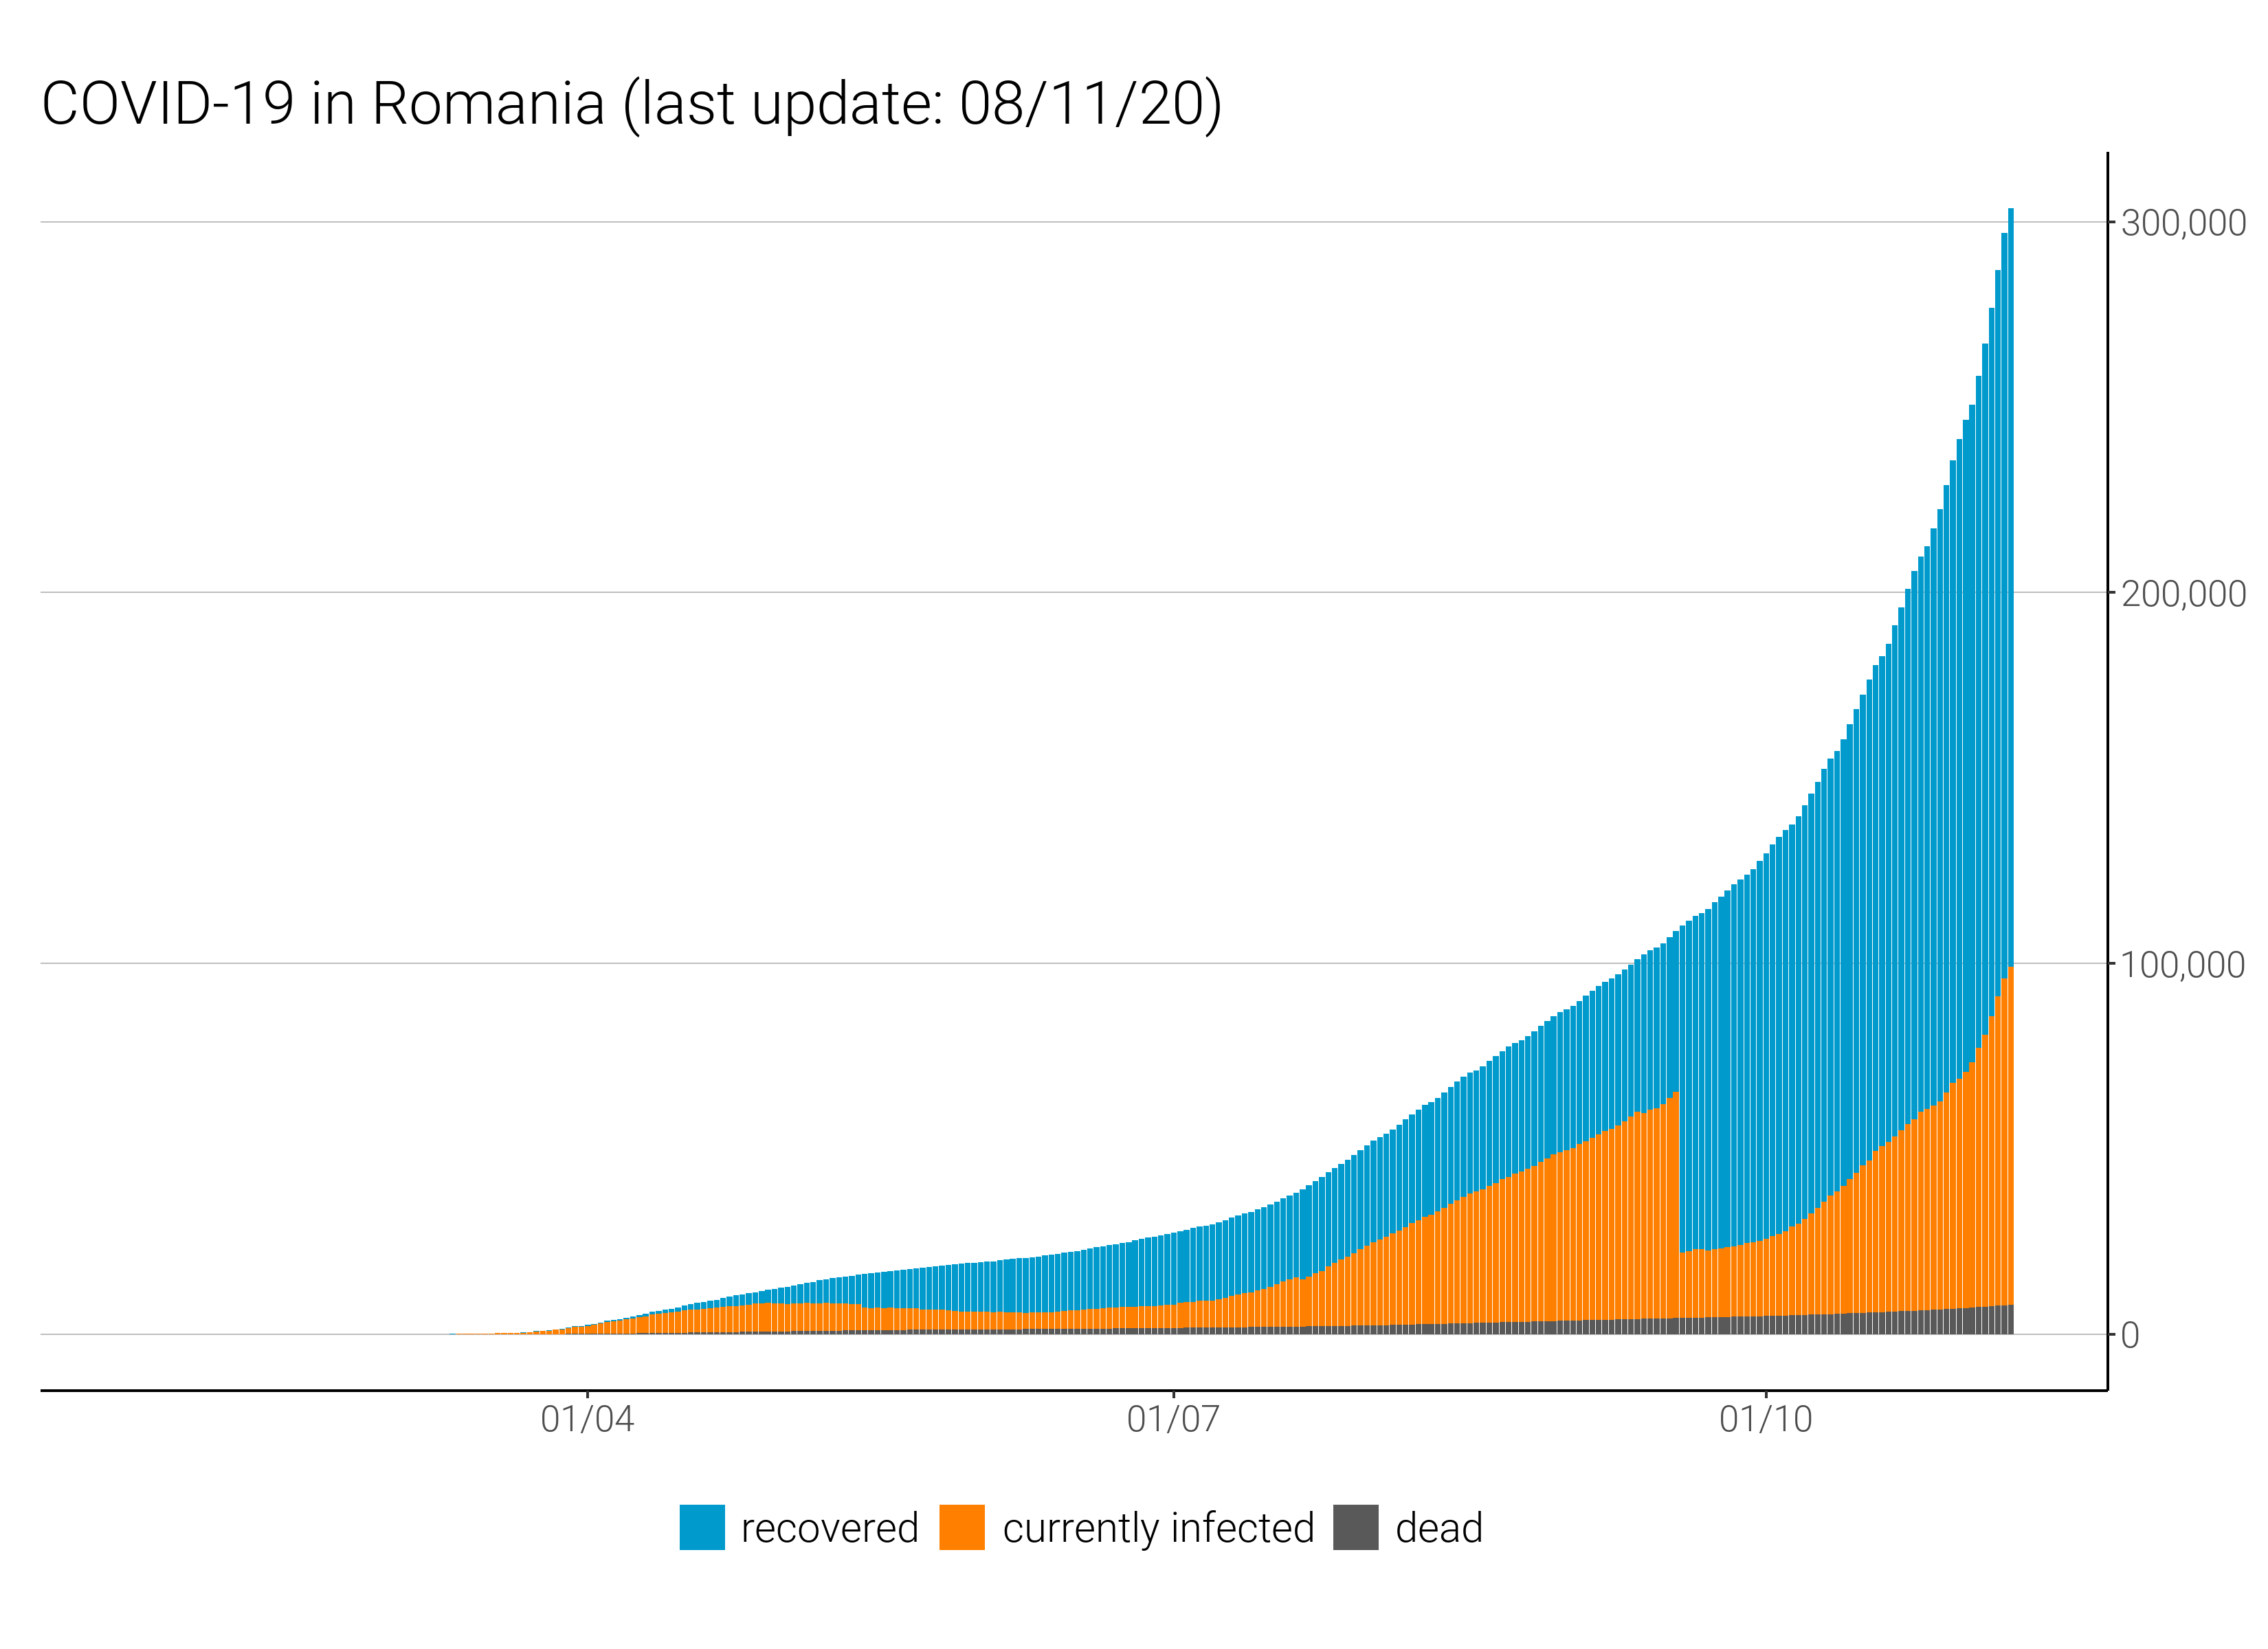 COVID-19 in Romania (last update: 08/11/20)
300,000
200,000
100,000
0
01/04 01/07 01/10
recovered currently infected dead